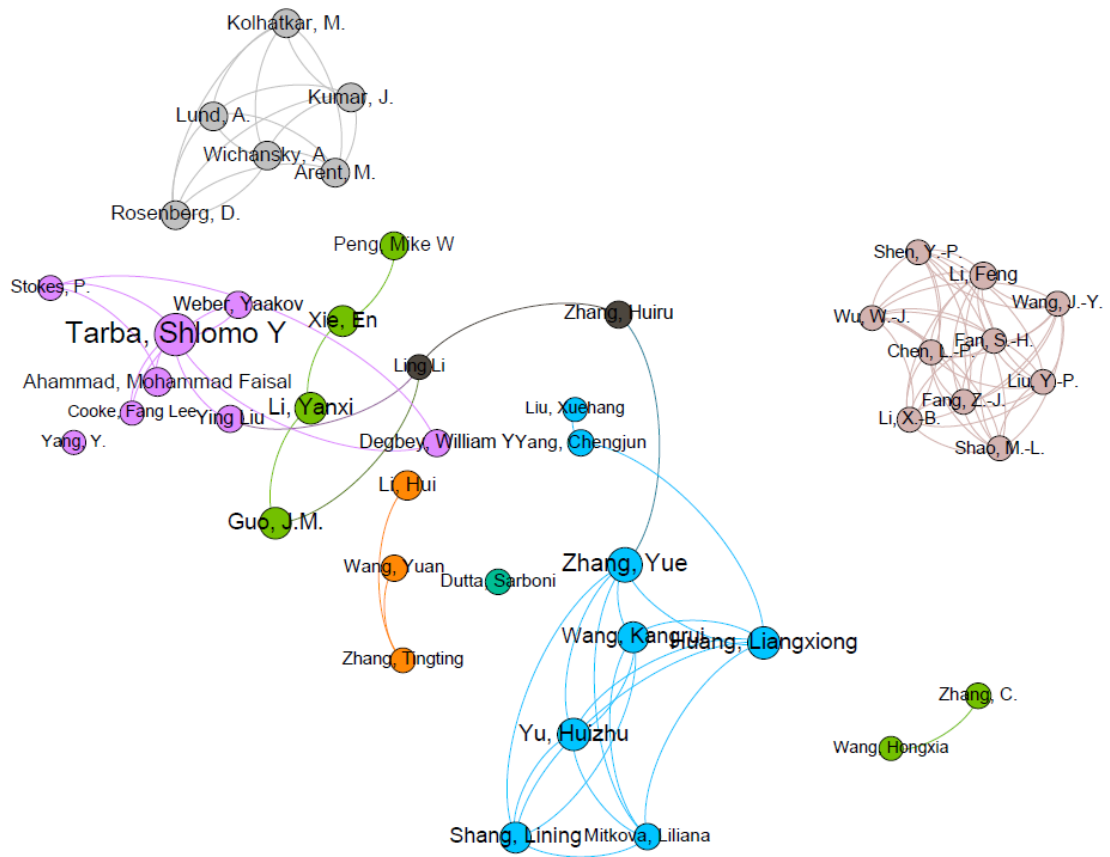 Kolhatkar, M.
Kumar, J.
Lund, A.
Wichansky, A
Arent, M.
Rosenberg, D.
Peng, Mike W
Shen, Y.-P.
Li, Feng
Wang, J.-Y.
Stokes, P.
Weber, Yaakov
Tarba, Shlomo Y
Xie, En
Zhang, Huiru
Wu, W.-J.
Fan, S.-H.
Chen, L.-P.
Ling Li
Ahammad, Mohammad Faisal
Liu, Y.-P.
Cooke, Fang Lee
Ying Liu
Li, Yanxi
Liu, Xuehang
Fang, Z.-J.
Li, X.-B.
Yang, Y.
Degbey, William Y
Yang, Chengjun
Shao, M.-L.
Li, Hui
Guo, J.M.
Zhang, Yue
Wang, Yuan
Dutta, Sarboni
Wang, Kangrui
Huang, Liangxiong
Zhang, Tingting
Zhang, C.
Yu, Huizhu
Wang, Hongxia
Shang, Lining
Mitkova, Liliana